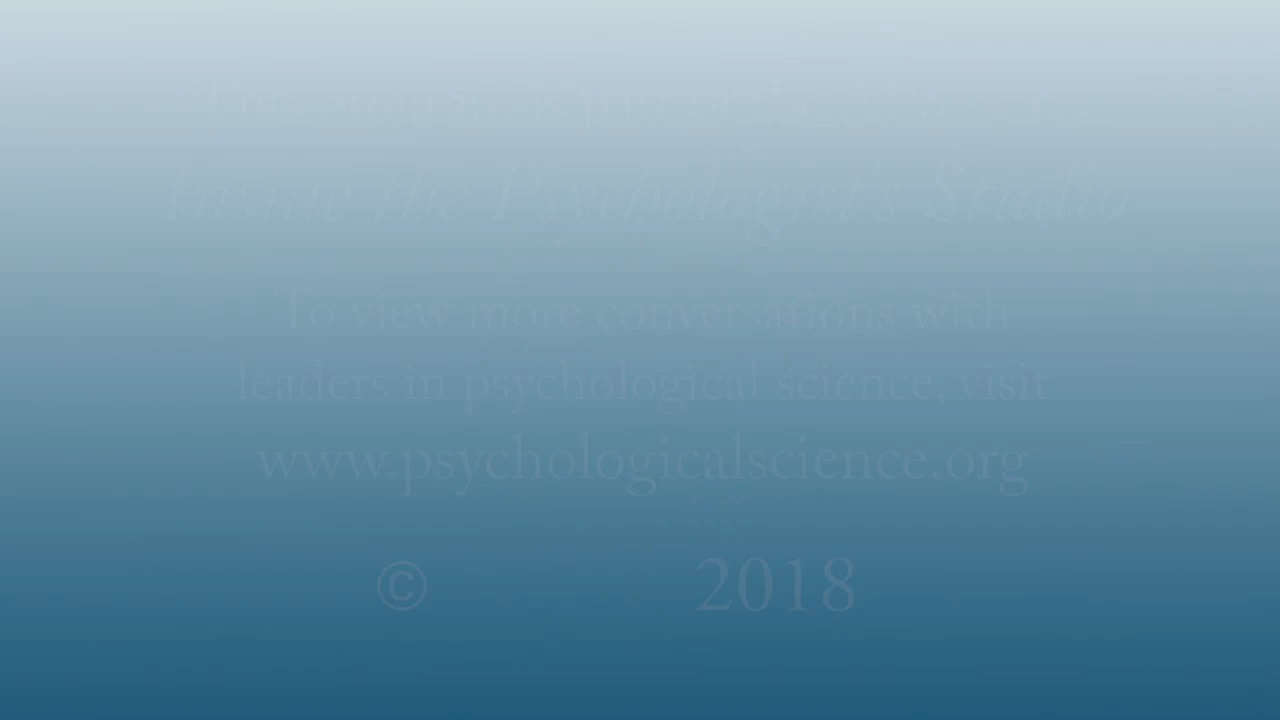 Inside the Psychologist's Studio
To view more conversations with
leaders in psychological science, visit
www.psychologicalscience.org
© 2018